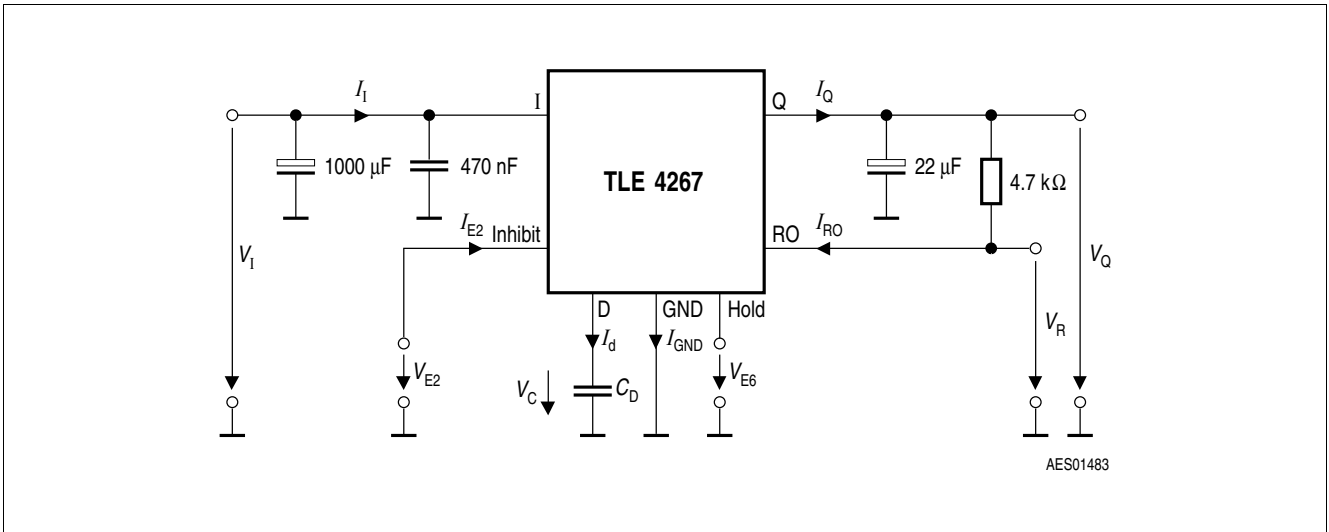 I_I
I
Q
I_Q
1000 µF
470 nF
TLE 4267
22 µF
4.7 kΩ
I_E2
Inhibit
RO
I_RO
V_I
V_Q
D
GND
Hold
I_d
I_GND
V_R
V_E2
V_C
C_D
V_E6
AES01483